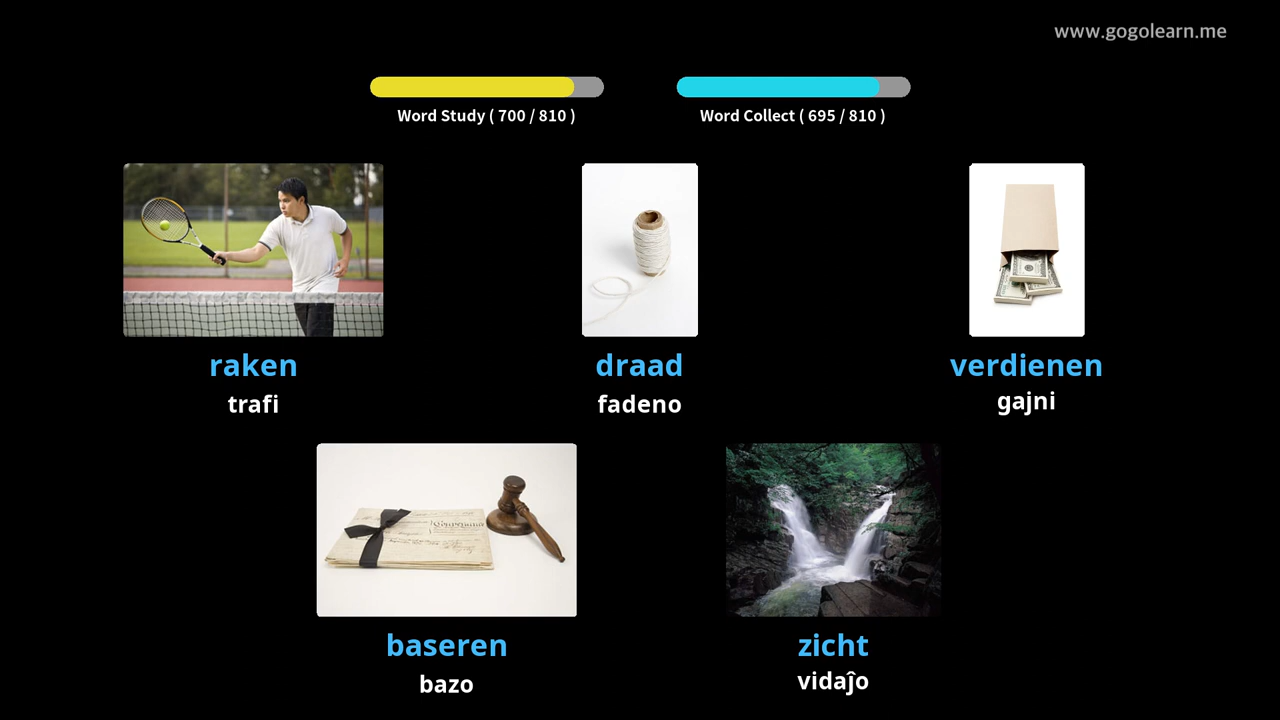 www.gogolearn.me
Word Study ( 700 / 810 )
Word Collect ( 695 / 810 )
raken
trafi
draad
fadeno
verdienen
gajni
baseren
bazo
zicht
vidaĵo